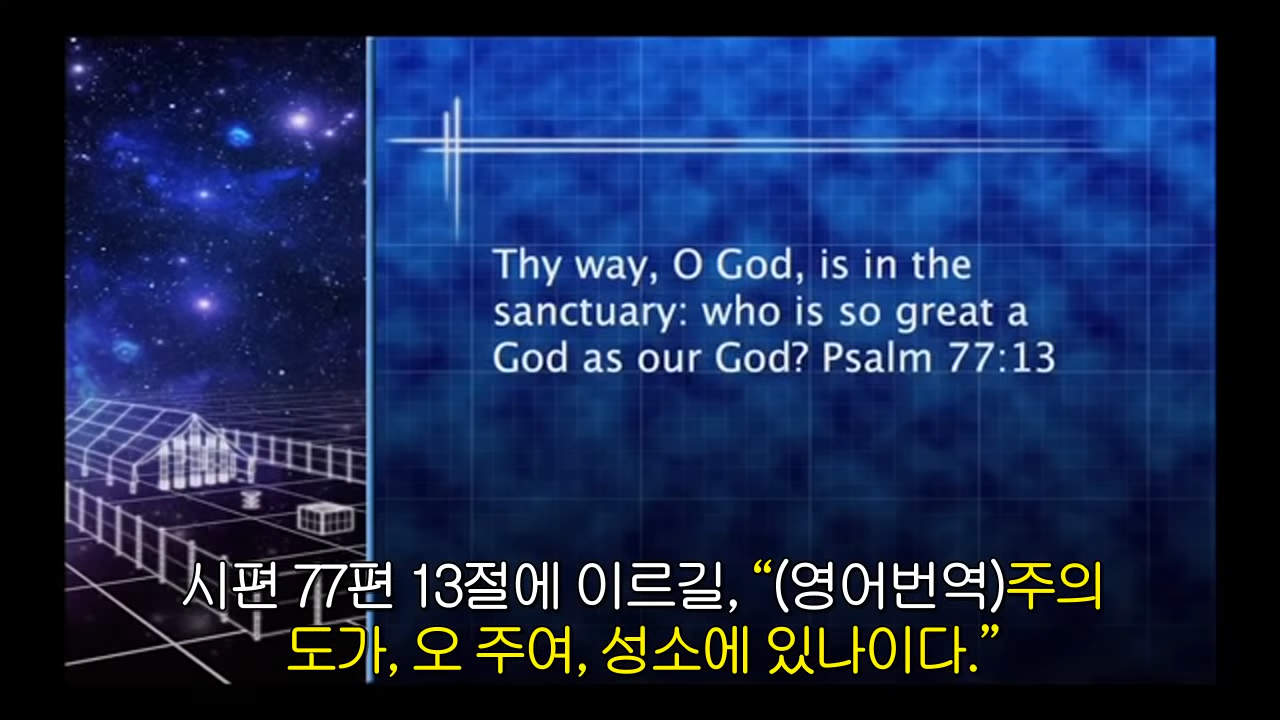 Thy way, O God, is in the
sanctuary: who is so great a
God as our God? Psalm 77:13
시편 77편 13절에 이르길, “(영어번역)주의
도가, 오 주여, 성소에 있나이다.”